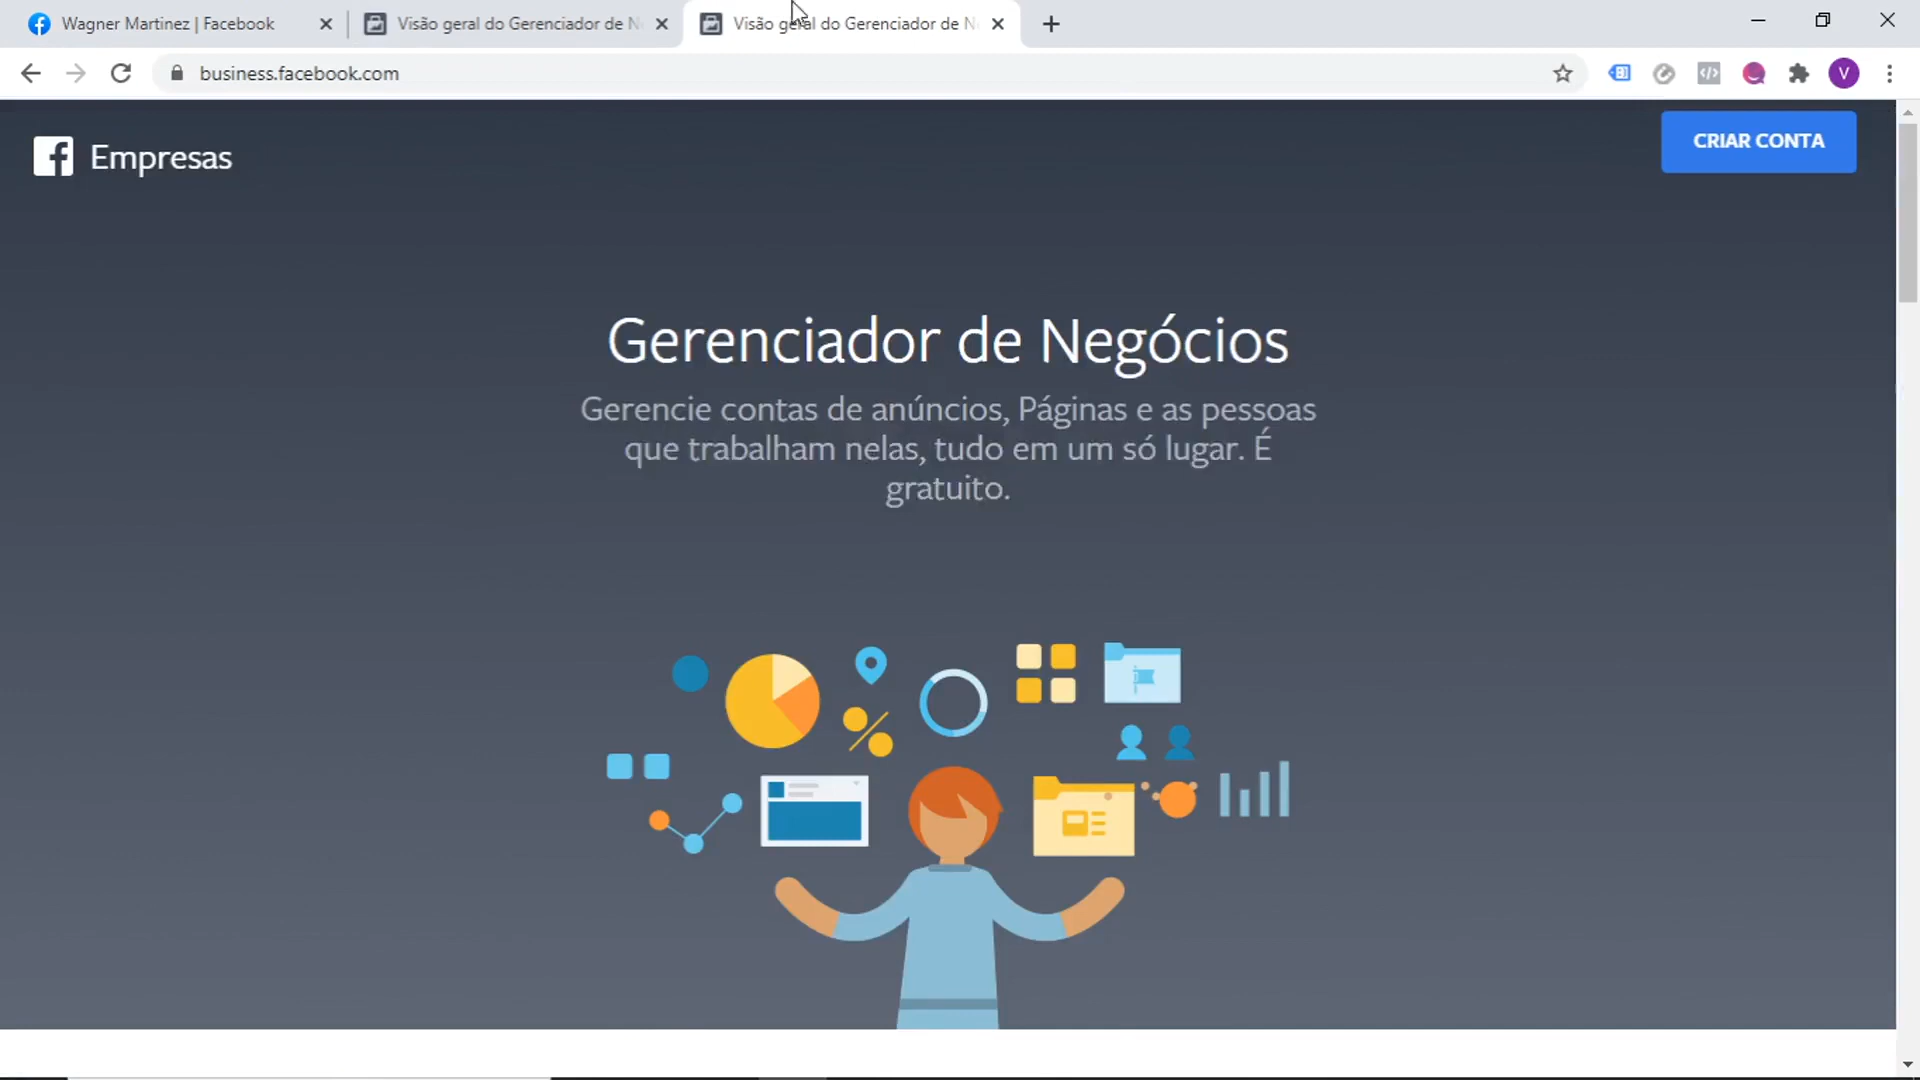 Wagner Martinez | Facebook
Visão geral do Gerenciador de N
Visão geral do Gerenciador de N
business.facebook.com
V
Empresas
CRIAR CONTA
Gerenciador de Negócios
Gerencie contas de anúncios, Páginas e as pessoas
que trabalham nelas, tudo em um só lugar. É
gratuito.